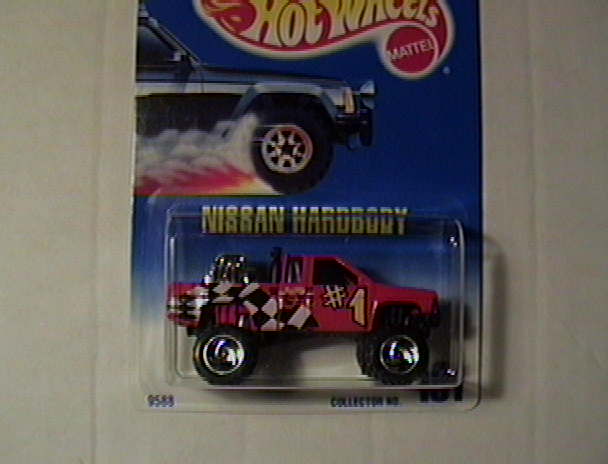 HOT WHEELS
MATTEL
®
NISSAN HARDBODY
#1
9588
COLLECTOR NO.